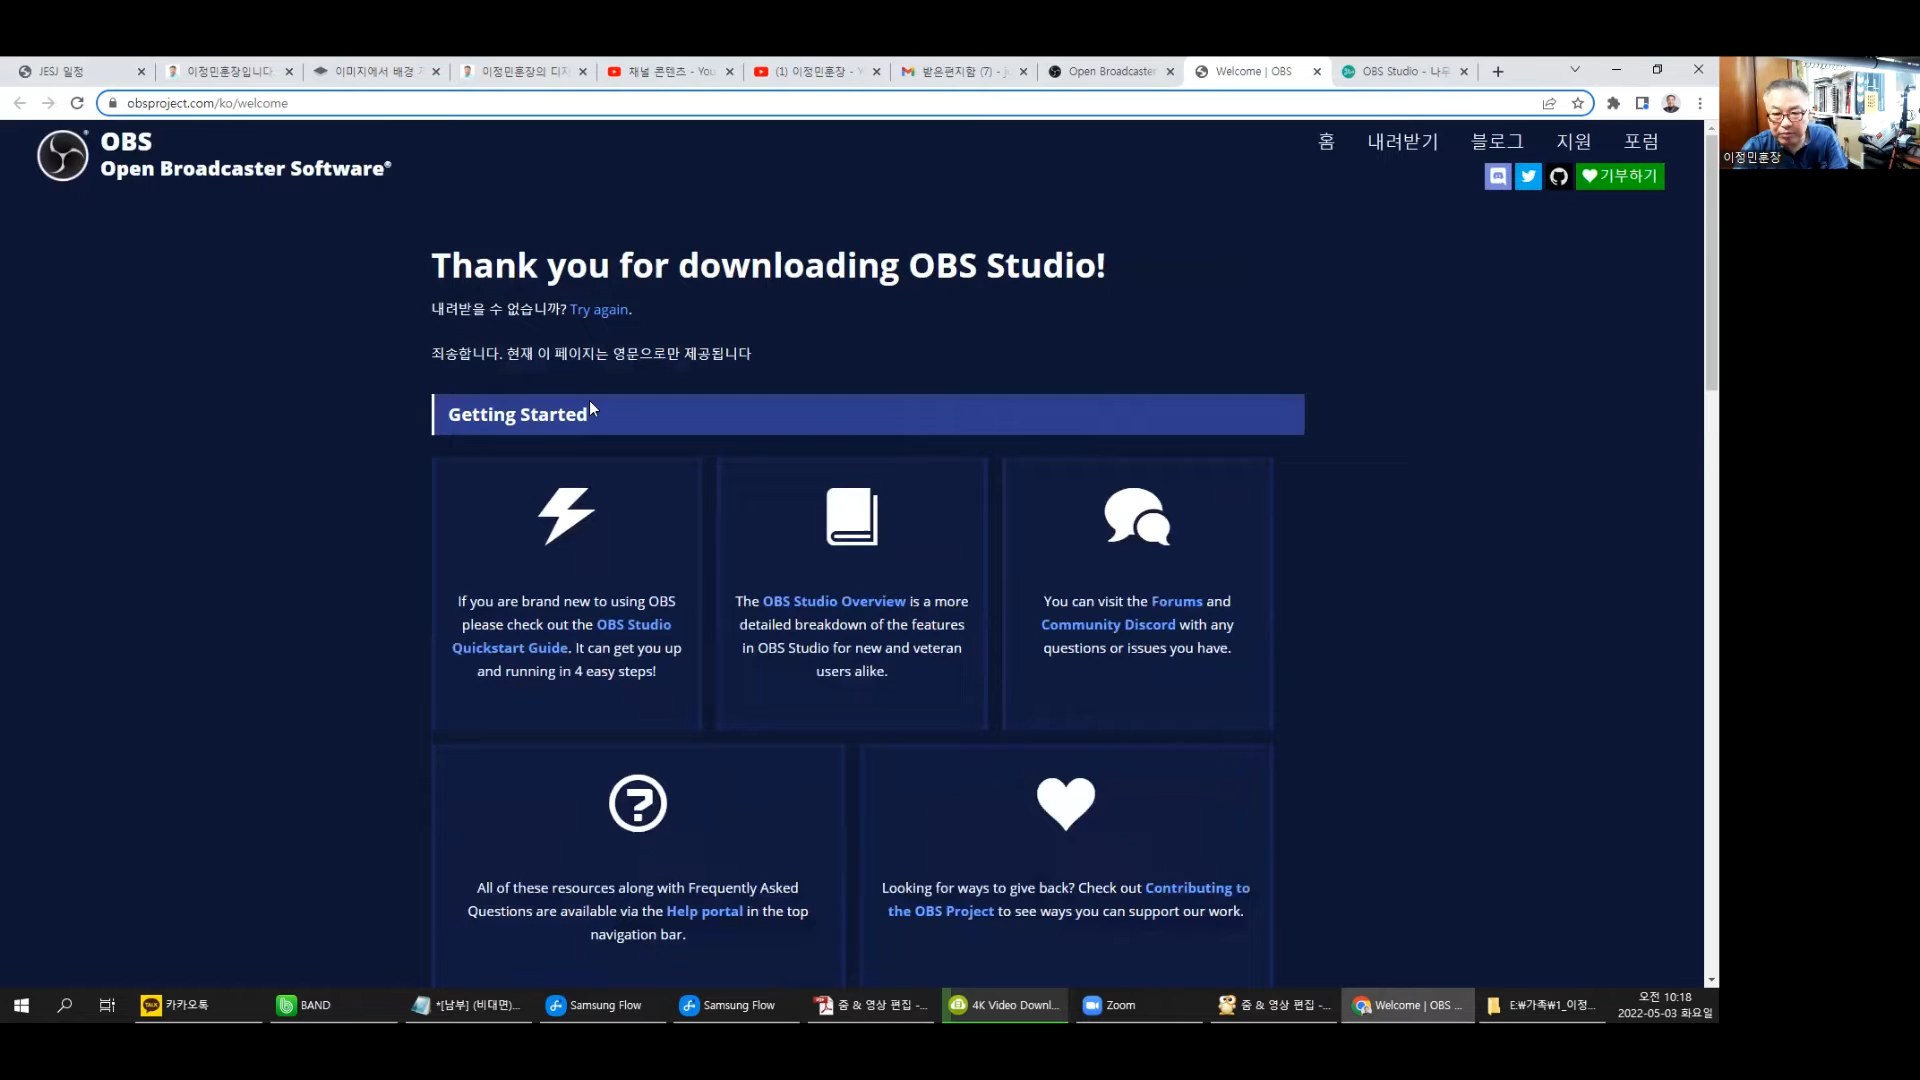 JESJ 일정
이정민훈장입니다.
이미지에서 배경 자
이정민훈장의 디지
재널 콘텐츠 - You
(1) 이정민훈장 - Y
받은편지함 (7) - ju
Open Broadcaster
Welcome | OBS
OBS Studio - 나무
obsproject.com/ko/welcome
이정민훈장
OBS
Open Broadcaster Software®
홈 내려받기 블로그 지원 포럼
기부하기
Thank you for downloading OBS Studio!
내려받을 수 없습니까? Try again.
죄송합니다. 현재 이 페이지는 영문으로만 제공됩니다
Getting Started
If you are brand new to using OBS
please check out the OBS Studio
Quickstart Guide. It can get you up
and running in 4 easy steps!
The OBS Studio Overview is a more
detailed breakdown of the features
in OBS Studio for new and veteran
users alike.
You can visit the Forums and
Community Discord with any
questions or issues you have.
All of these resources along with Frequently Asked
Questions are available via the Help portal in the top
navigation bar.
Looking for ways to give back? Check out Contributing to
the OBS Project to see ways you can support our work.
TALK
카카오톡
BAND
*[남부] (비대면)...
Samsung Flow
Samsung Flow
줌 & 영상 편집 -...
4K Video Downl...
Zoom
줌 & 영상 편집 -...
Welcome | OBS ...
E:₩가족₩1_이정...
오전 10:18
2022-05-03 화요일